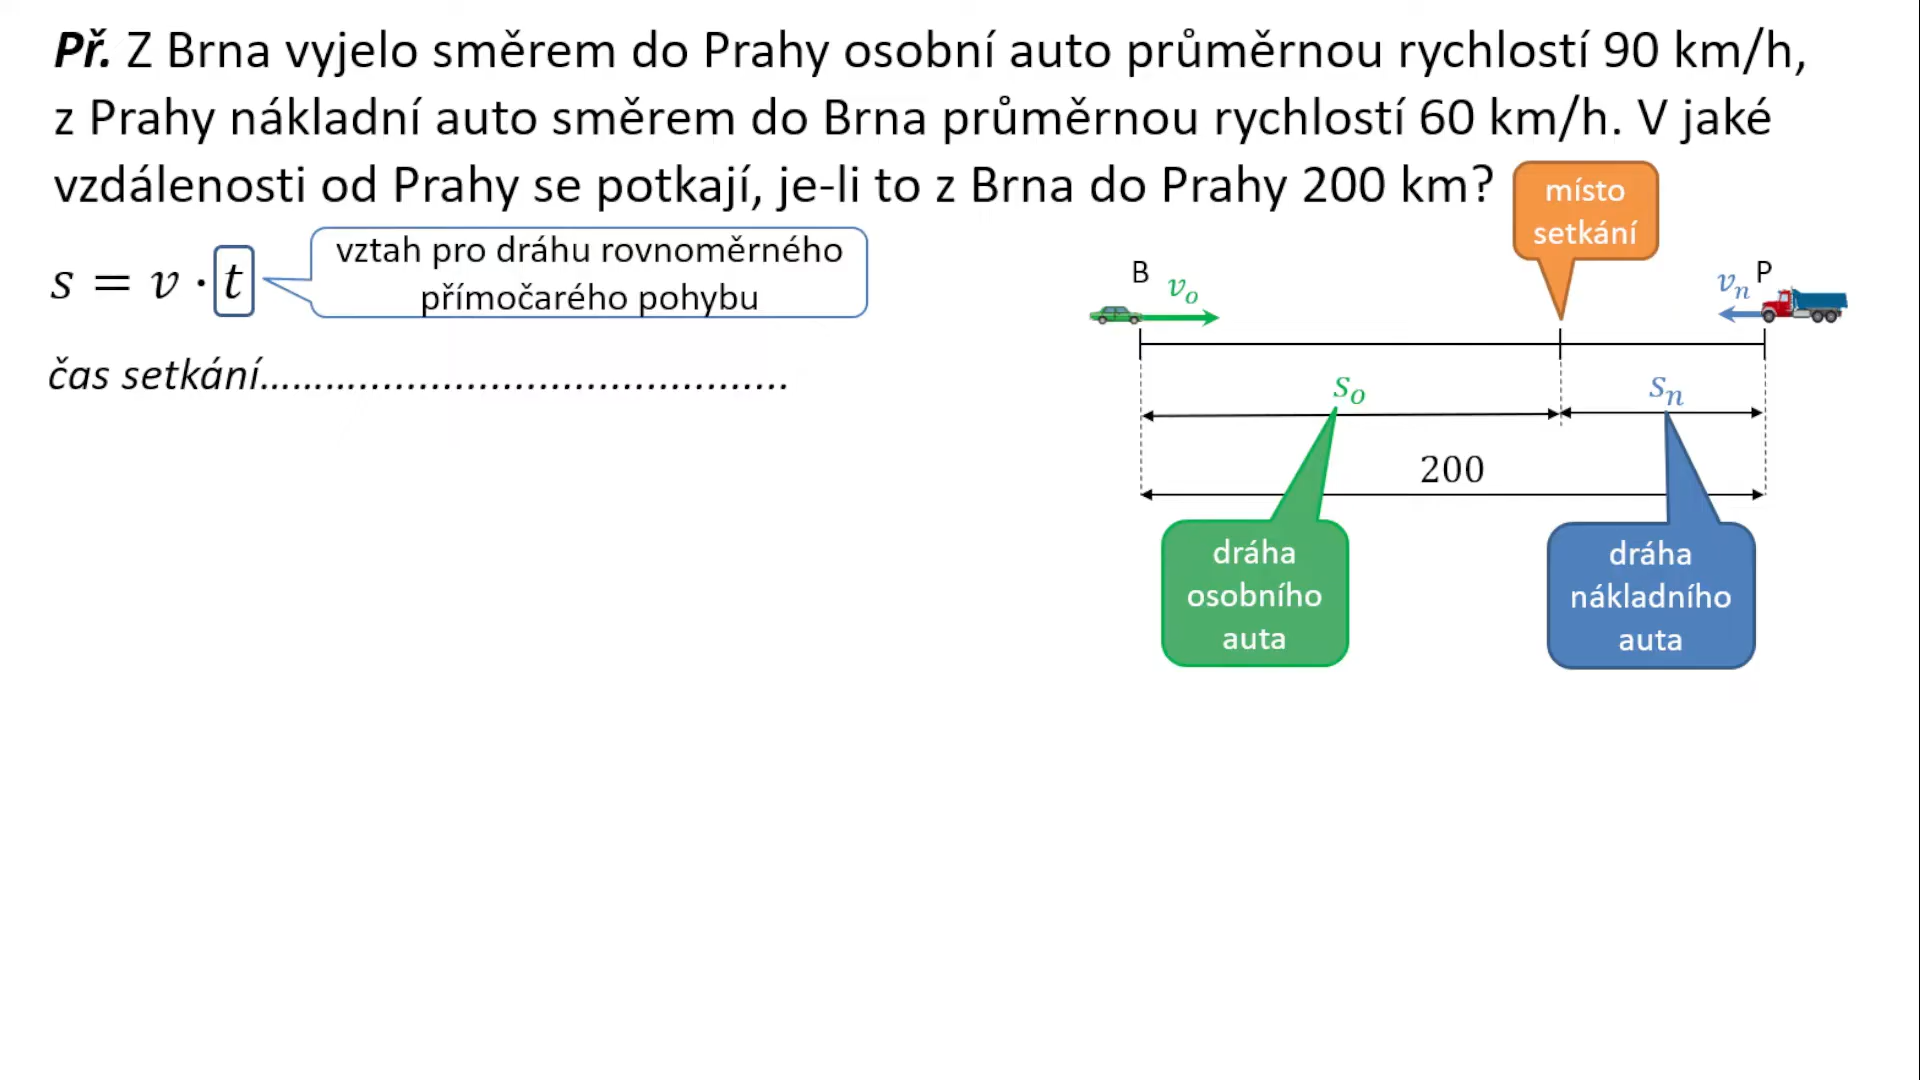 Př. Z Brna vyjelo směrem do Prahy osobní auto průměrnou rychlostí 90 km/h,
z Prahy nákladní auto směrem do Brna průměrnou rychlostí 60 km/h. V jaké
vzdálenosti od Prahy se potkají, je-li to z Brna do Prahy 200 km?
místo
setkání
s = v · t
vztah pro dráhu rovnoměrného
přímočarého pohybu
B
v_o
v_n
P
čas setkání...............................................
s_o
s_n
200
dráha
osobního
auta
dráha
nákladního
auta